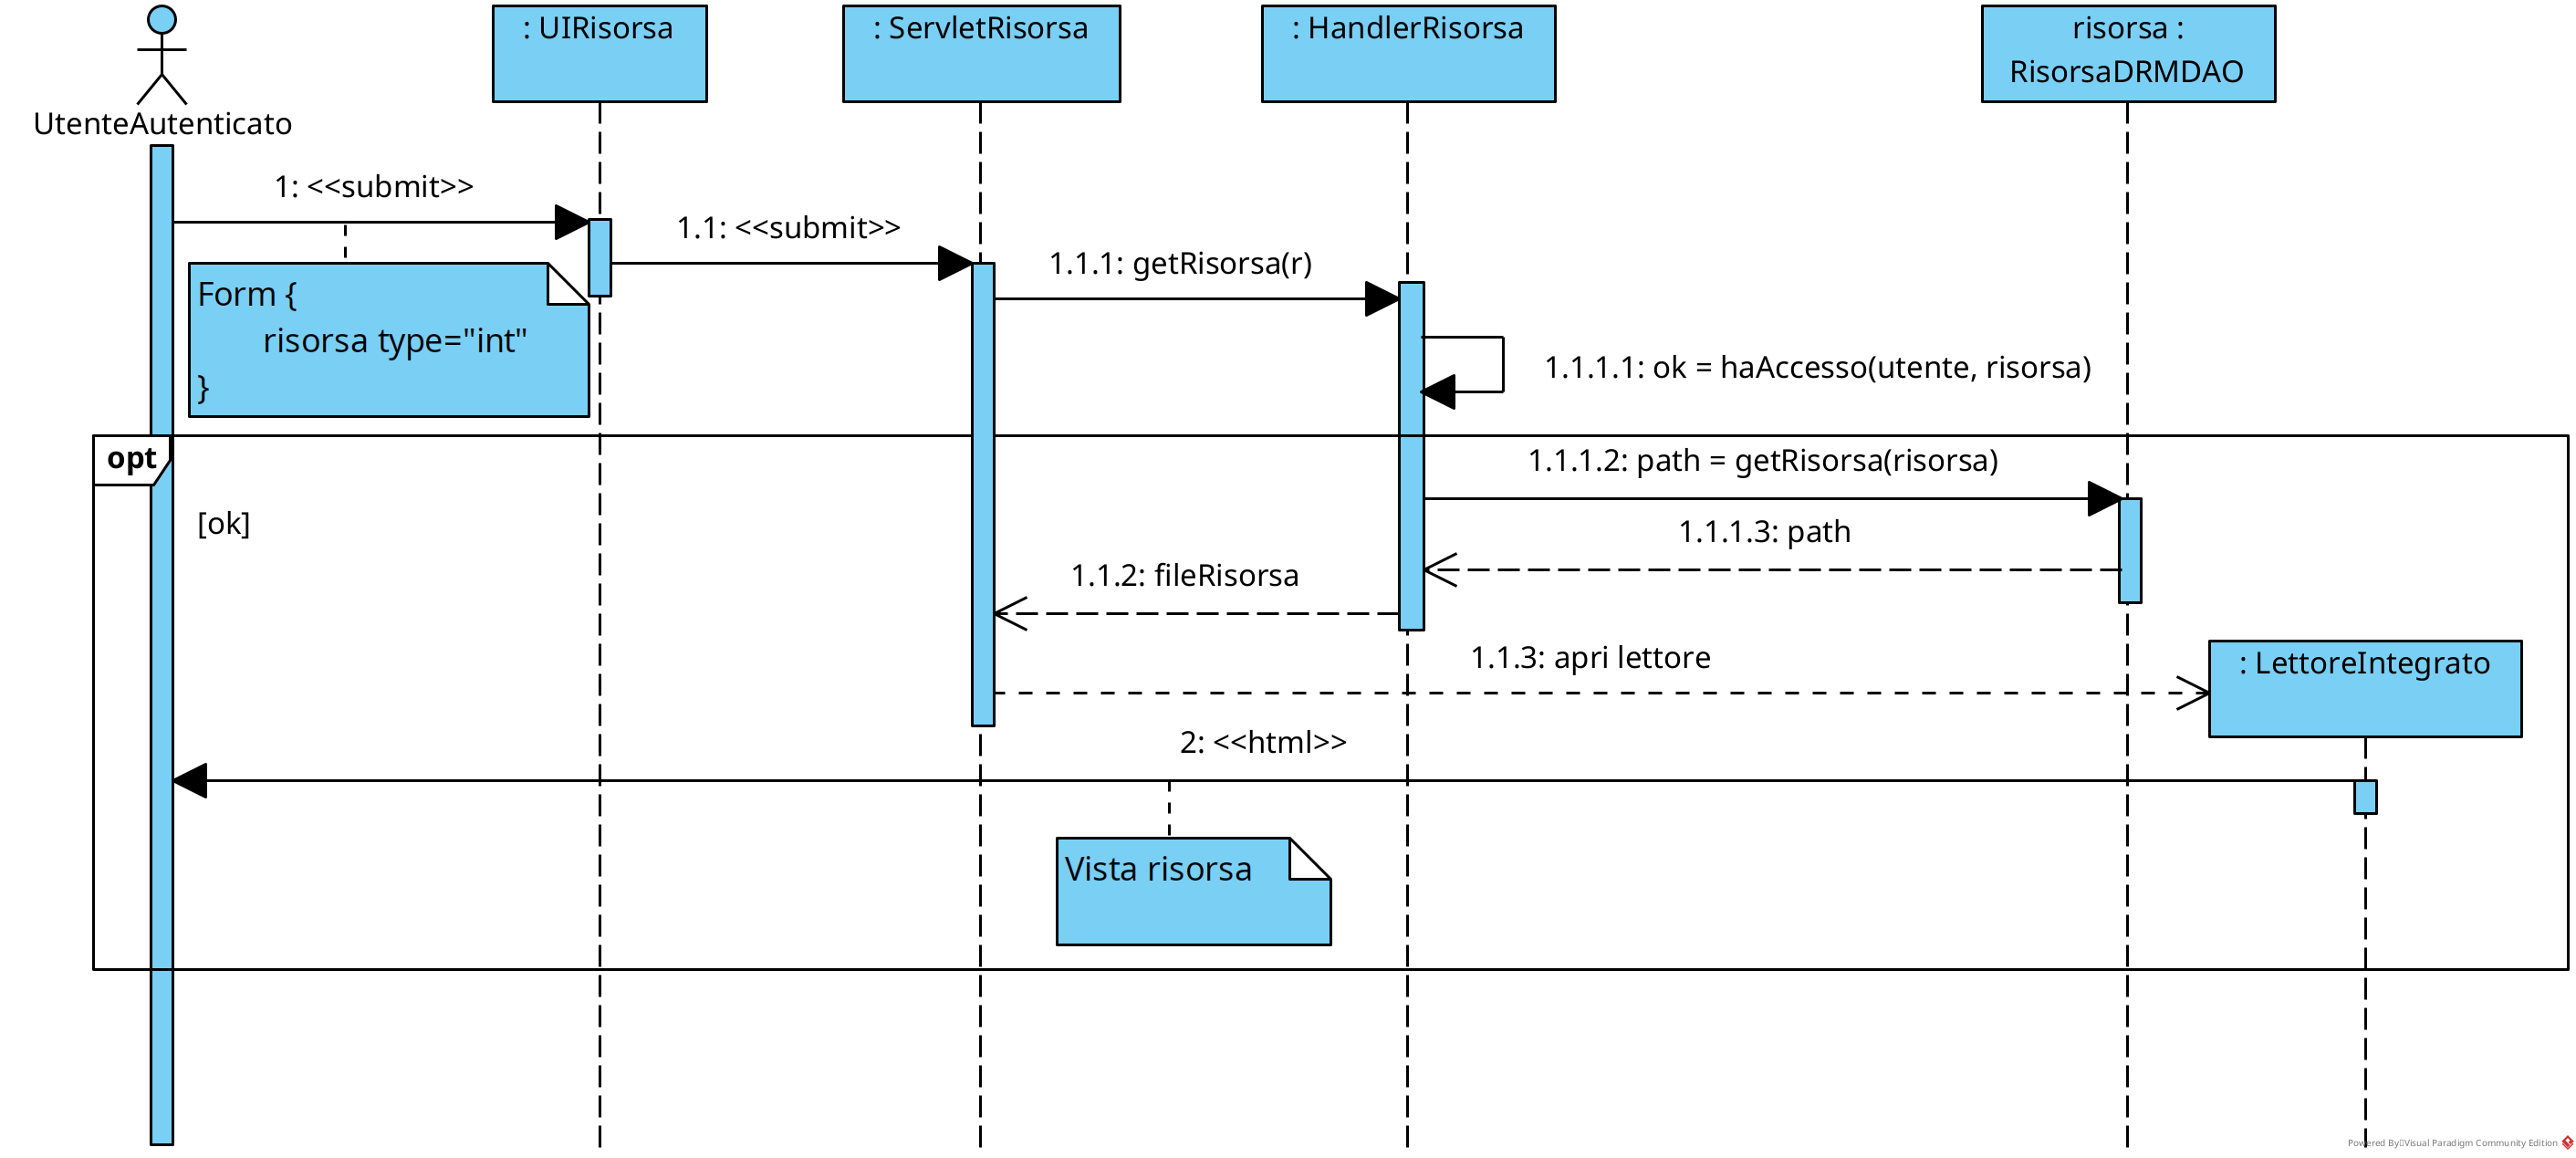 : UIRisorsa
: ServletRisorsa
: HandlerRisorsa
risorsa :
RisorsaDRMDAO
UtenteAutenticato
1: <<submit>>
1.1: <<submit>>
1.1.1: getRisorsa(r)
Form {
risorsa type="int"
}
1.1.1.1: ok = haAccesso(utente, risorsa)
opt
1.1.1.2: path = getRisorsa(risorsa)
[ok]
1.1.1.3: path
1.1.2: fileRisorsa
1.1.3: apri lettore
: LettoreIntegrato
2: <<html>>
Vista risorsa
Powered By Visual Paradigm Community Edition